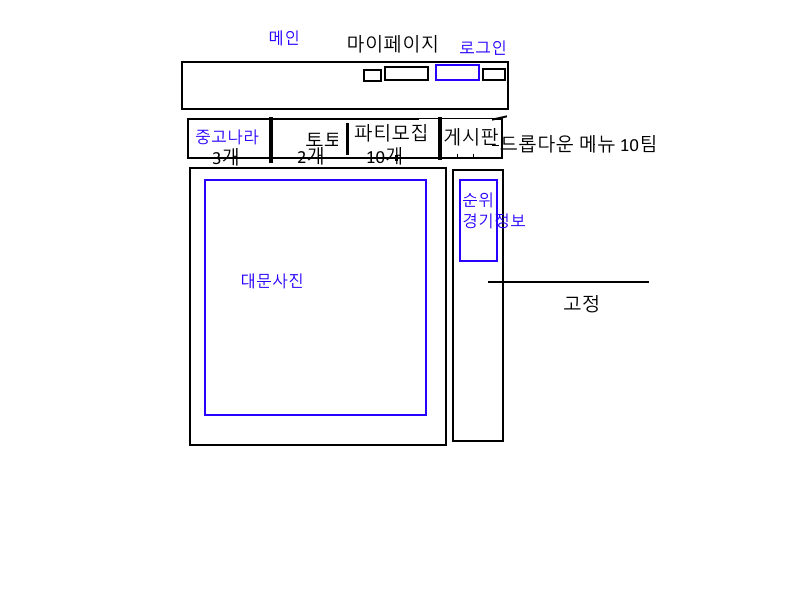 메인
마이페이지
로그인
중고나라
토토
파티모집
게시판
드롭다운 메뉴 10팀
3개
2개
10개
순위
경기정보
대문사진
고정